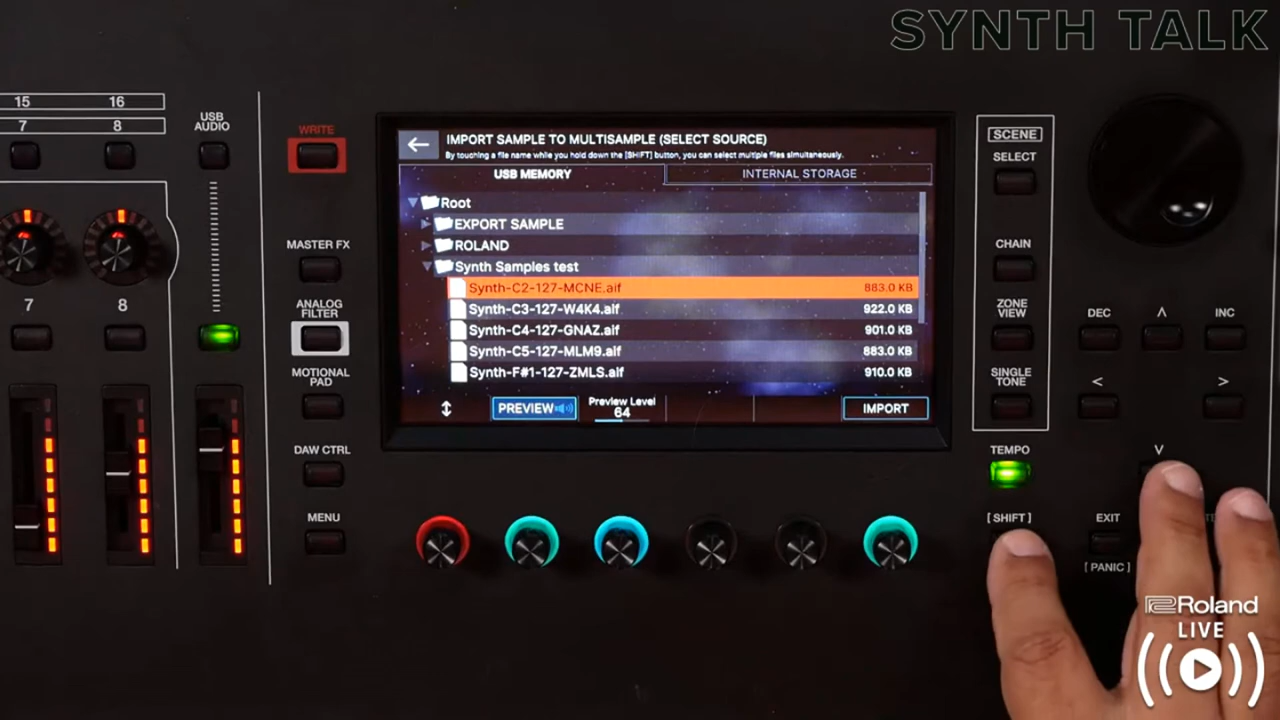 SYNTH TALK
15 16
7 8
USB
AUDIO
7
8
WRITE
MASTER FX
ANALOG
FILTER
MOTIONAL
PAD
DAW CTRL
MENU
IMPORT SAMPLE TO MULTISAMPLE (SELECT SOURCE)
By touching a file name while you hold down the [SHIFT] button, you can select multiple files simultaneously.
USB MEMORY
INTERNAL STORAGE
Root
EXPORT SAMPLE
ROLAND
Synth Samples test
Synth-C2-127-MCNE.aif 883.0 KB
Synth-C3-127-W4K4.aif 922.0 KB
Synth-C4-127-GNAZ.aif 901.0 KB
Synth-C5-127-MLM9.aif 883.0 KB
Synth-F#1-127-ZMLS.aif 910.0 KB
PREVIEW
Preview Level
64
IMPORT
SCENE
SELECT
CHAIN
ZONE
VIEW
SINGLE
TONE
TEMPO
[SHIFT]
DEC
INC
EXIT
[PANIC]
Roland
LIVE